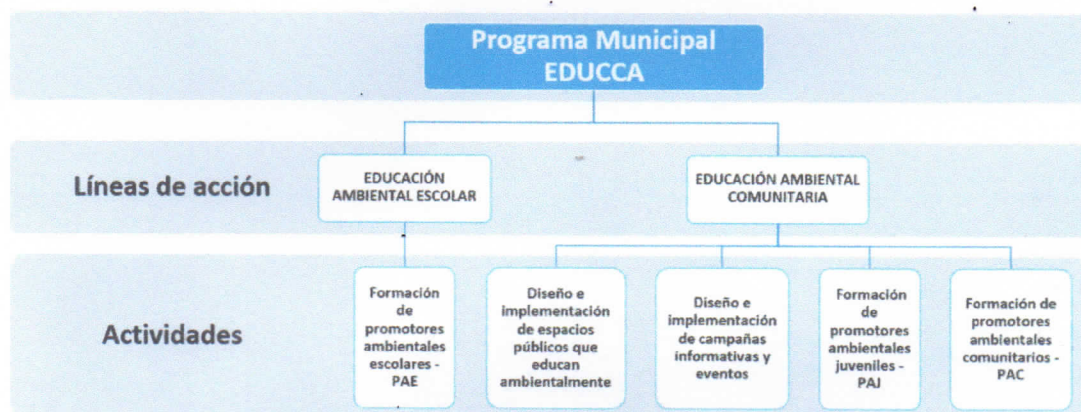 Programa Municipal
EDUCCA
Líneas de acción
EDUCACIÓN
AMBIENTAL ESCOLAR
EDUCACIÓN AMBIENTAL
COMUNITARIA
Actividades
Formación
de
promotores
ambientales
escolares -
PAE
Diseño e
implementación
de espacios
públicos que
educan
ambientalmente
Diseño e
implementación
de campañas
informativas y
eventos
Formación
de
promotores
ambientales
juveniles -
PAJ
Formación de
promotores
ambientales
comunitarios -
PAC